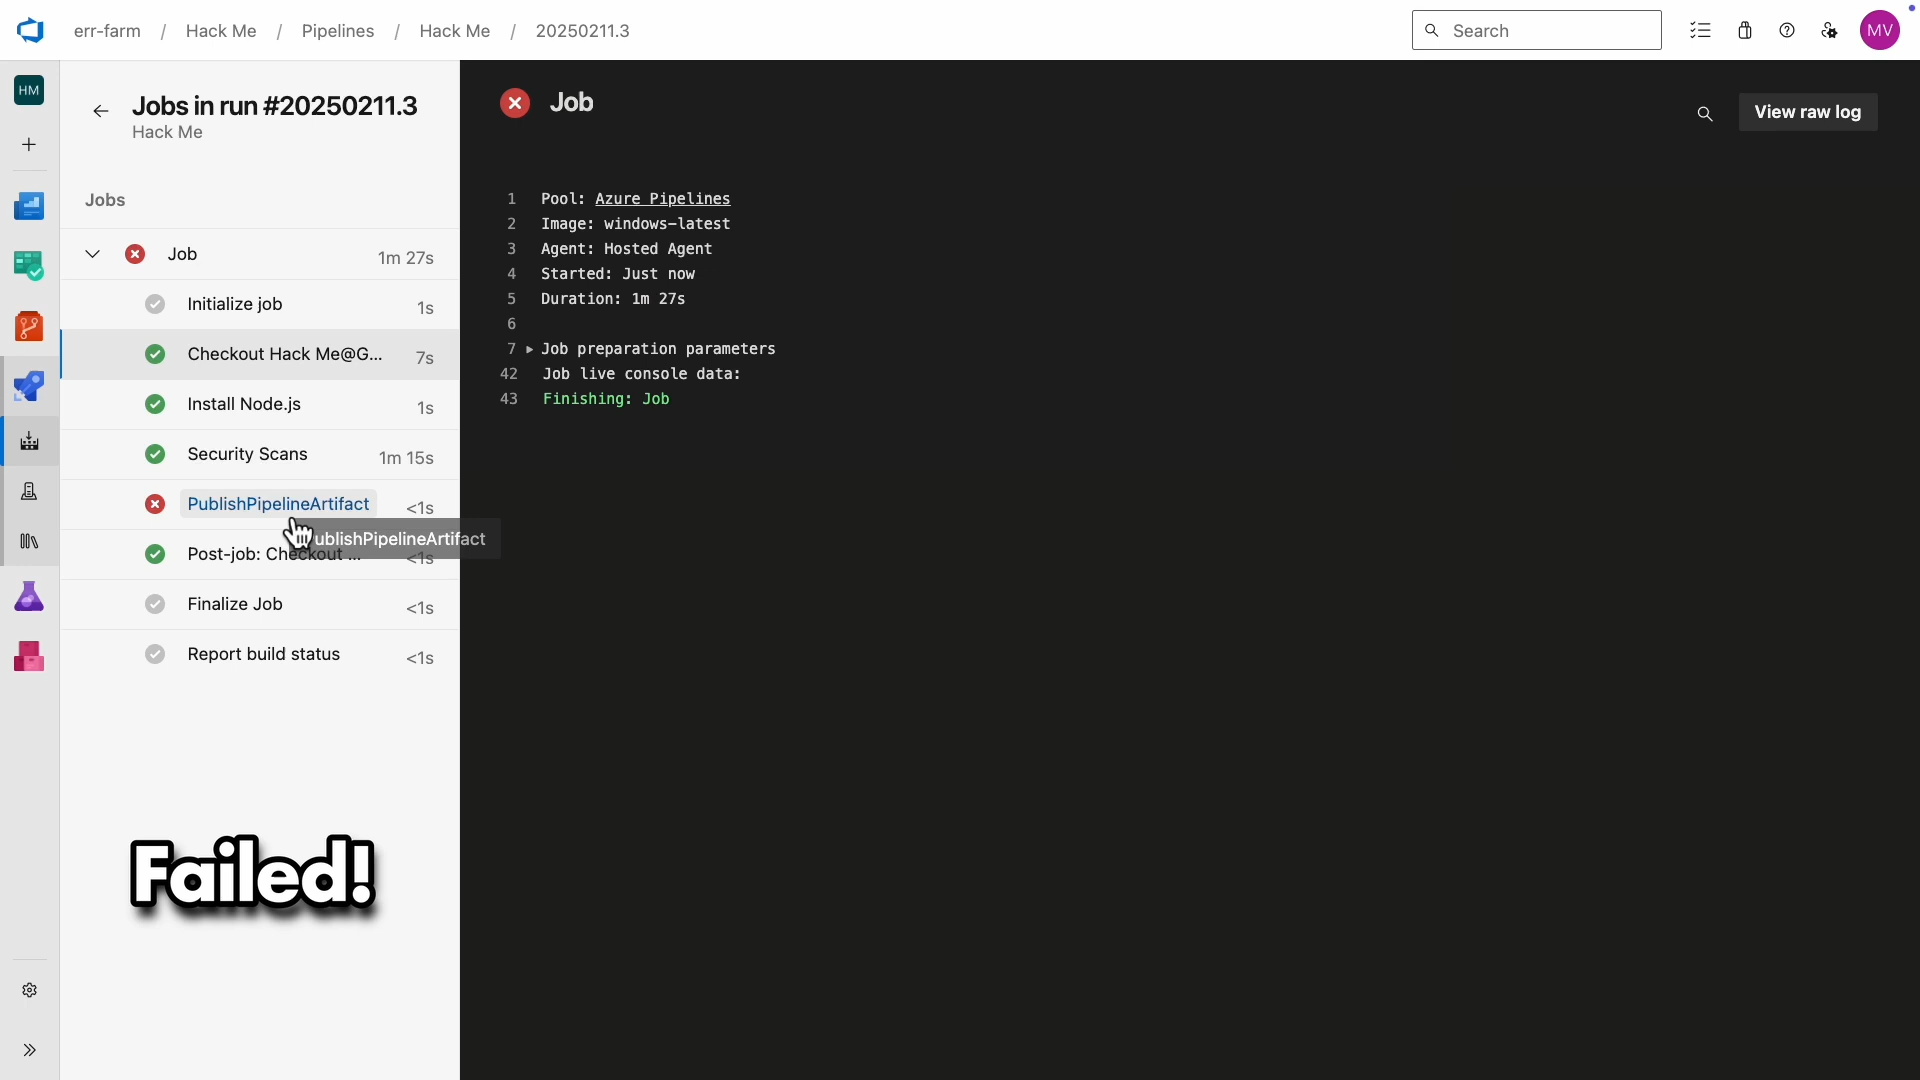 err-farm / Hack Me / Pipelines / Hack Me / 20250211.3
Search
MV
HM
Jobs in run #20250211.3
Hack Me
Jobs
Job 1m 27s
Initialize job 1s
Checkout Hack Me@G... 7s
Install Node.js 1s
Security Scans 1m 15s
PublishPipelineArtifact <1s
ublishPipelineArtifact
Post-job: Checkout ... <1s
Finalize Job <1s
Report build status <1s
Failed!
Job
View raw log
1 Pool: Azure Pipelines
2 Image: windows-latest
3 Agent: Hosted Agent
4 Started: Just now
5 Duration: 1m 27s
6
7 Job preparation parameters
42 Job live console data:
43 Finishing: Job